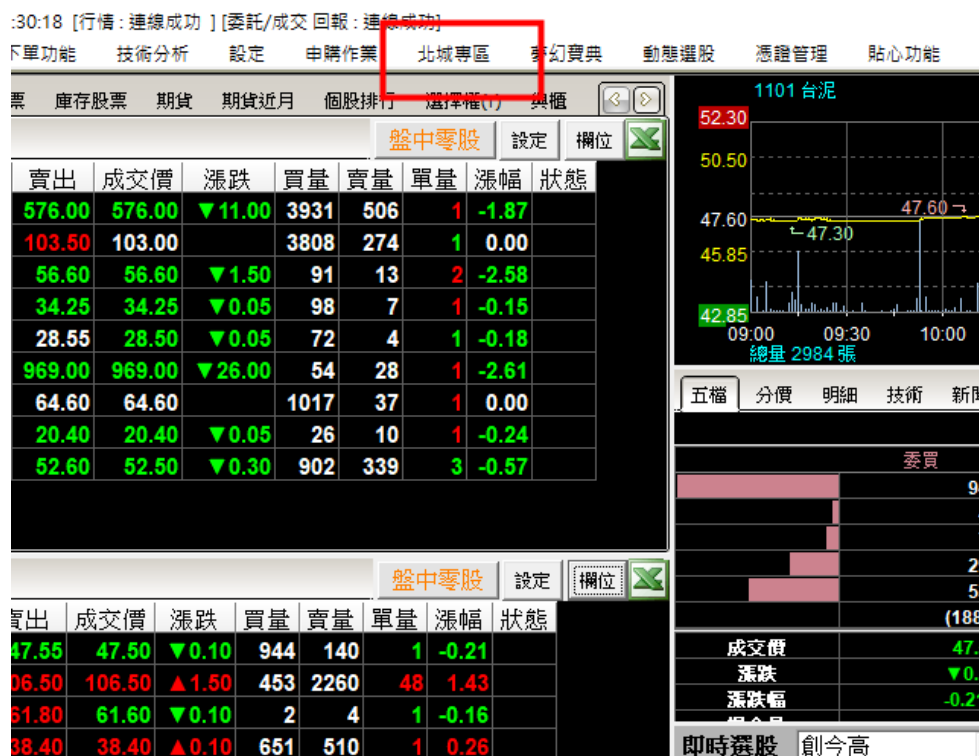 :30:18 [行情 : 連線成功 ] [委託/成交 回報 : 連線成功]
下單功能 技術分析 設定 申購作業 北城專區 夢幻寶典 動態選股 憑證管理 貼心功能
票 庫存股票 期貨 期貨近月 個股排行 選擇權(1) 興櫃
盤中零股 設定 欄位
賣出 成交價 漲跌 買量 賣量 單量 漲幅 狀態
576.00 576.00 ▼11.00 3931 506 1 -1.87
103.50 103.00 3808 274 1 0.00
56.60 56.60 ▼1.50 91 13 2 -2.58
34.25 34.25 ▼0.05 98 7 1 -0.15
28.55 28.50 ▼0.05 72 4 1 -0.18
969.00 969.00 ▼26.00 54 28 1 -2.61
64.60 64.60 1017 37 1 0.00
20.40 20.40 ▼0.05 26 10 1 -0.24
52.60 52.50 ▼0.30 902 339 3 -0.57
盤中零股 設定 欄位
賣出 成交價 漲跌 買量 賣量 單量 漲幅 狀態
47.55 47.50 ▼0.10 944 140 1 -0.21
06.50 106.50 ▲1.50 453 2260 48 1.43
61.80 61.60 ▼0.10 2 4 1 -0.16
38.40 38.40 ▲0.10 651 510 1 0.26
1101 台泥
52.30
50.50
47.60 47.60
47.30
45.85
42.85
09:00 09:30 10:00
總量 2984 張
五檔 分價 明細 技術 新聞
委買
9
2
5
(188
成交價 47.
漲跌 ▼0.
漲跌幅 -0.2
即時選股 創今高